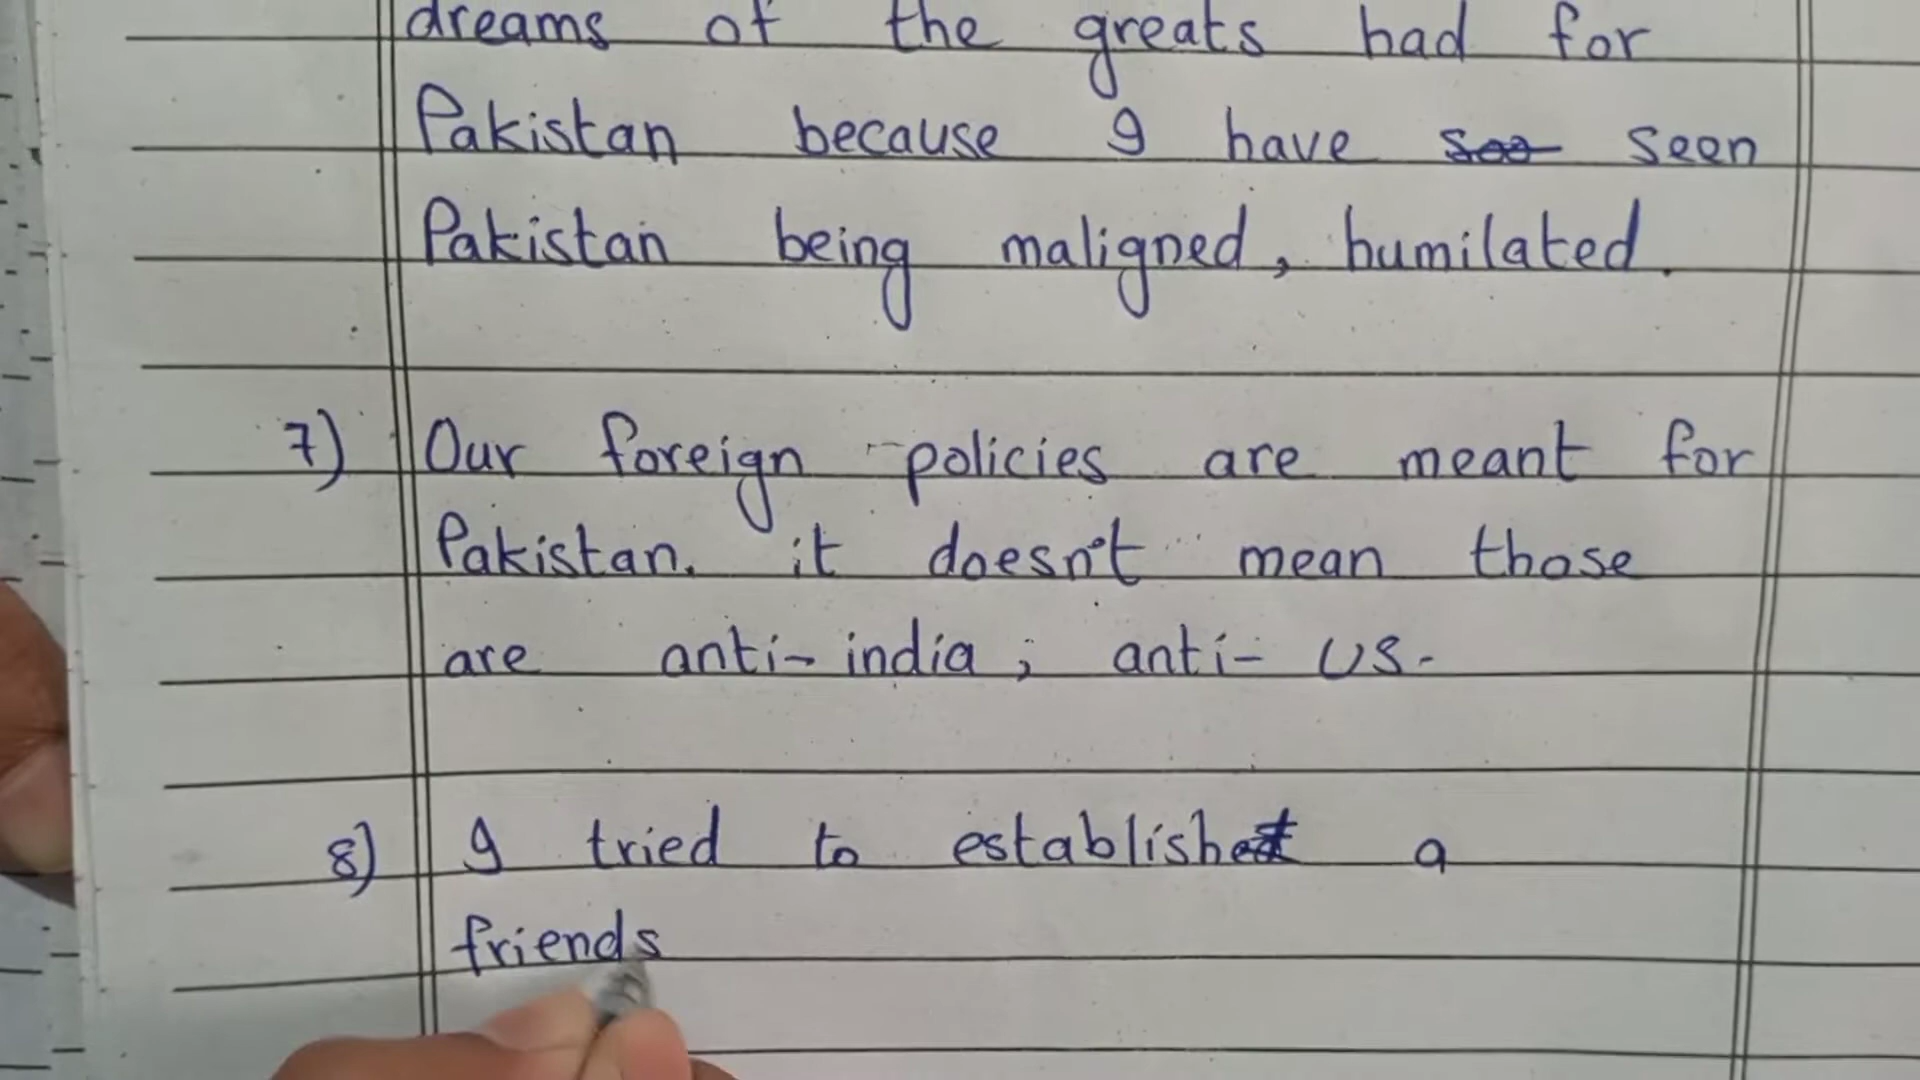 dreams of the greats had for
Pakistan because I have seen
Pakistan being maligned, humilated.
7) Our foreign policies are meant for
Pakistan. it doesn't mean those
are anti-india, anti-US.
8) I tried to establish a
friends